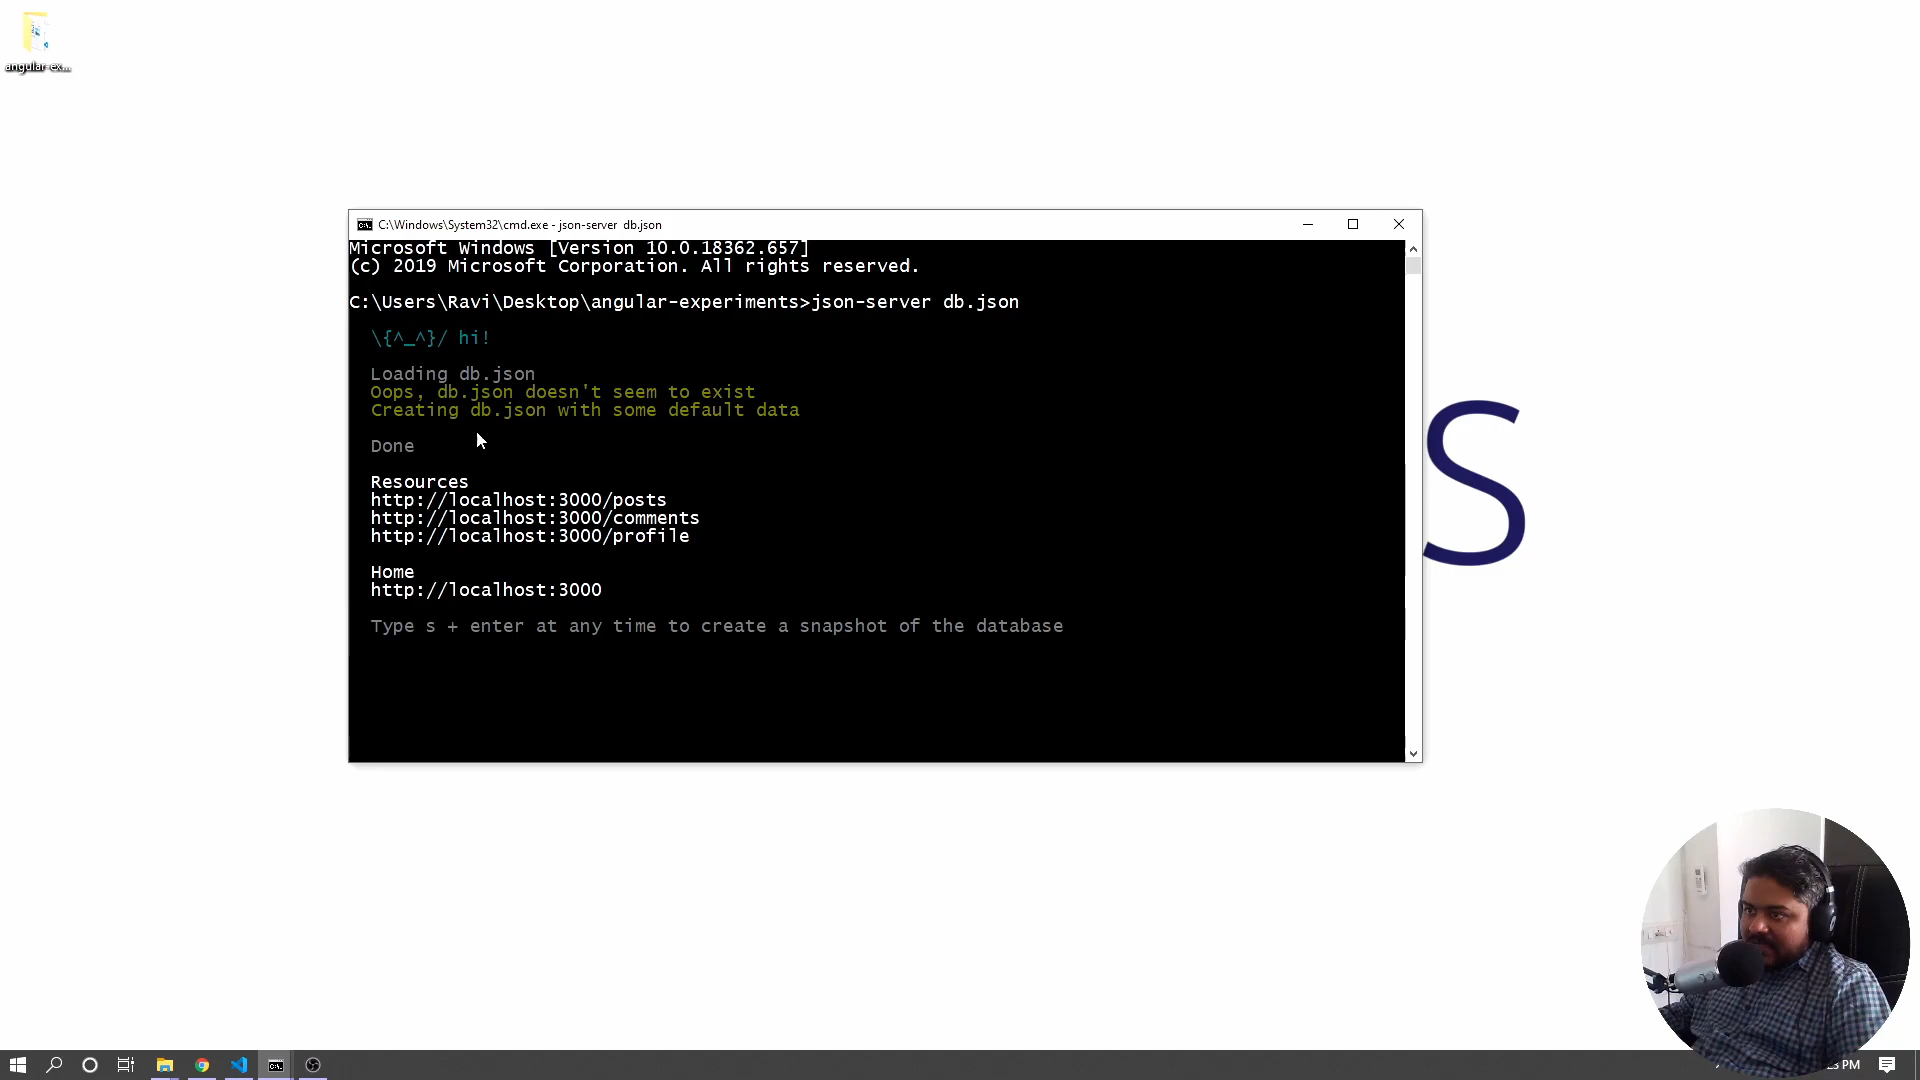 angular-ex...
C:\Windows\System32\cmd.exe - json-server db.json
Microsoft Windows [Version 10.0.18362.657]
(c) 2019 Microsoft Corporation. All rights reserved.
C:\Users\Ravi\Desktop\angular-experiments>json-server db.json
\{^_^}/ hi!
Loading db.json
Oops, db.json doesn't seem to exist
Creating db.json with some default data
Done
Resources
http://localhost:3000/posts
http://localhost:3000/comments
http://localhost:3000/profile
Home
http://localhost:3000
Type s + enter at any time to create a snapshot of the database
S
PM